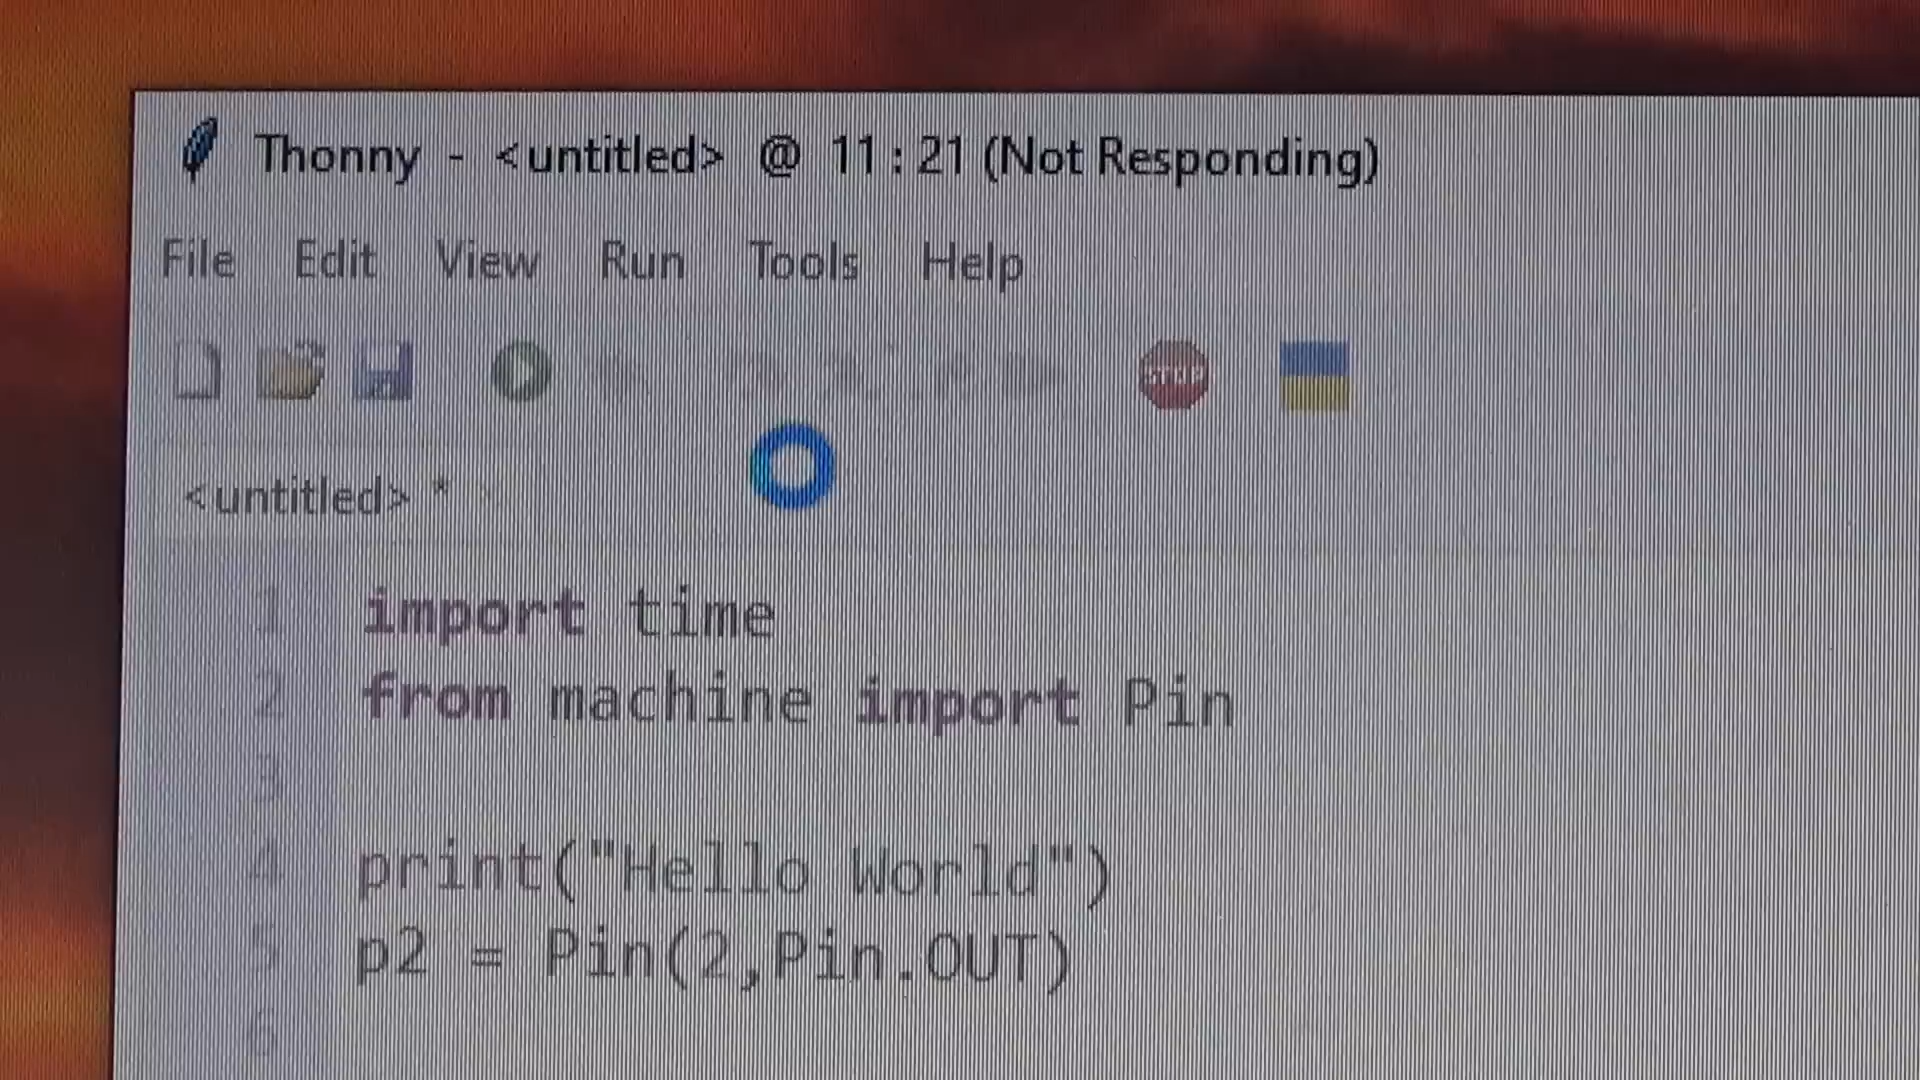 Thonny - <untitled> @ 11 : 21 (Not Responding)
File Edit View Run Tools Help
STOP
<untitled> *
1 import time
2 from machine import Pin
3
4 print("Hello World")
5 p2 = Pin(2,Pin.OUT)
6